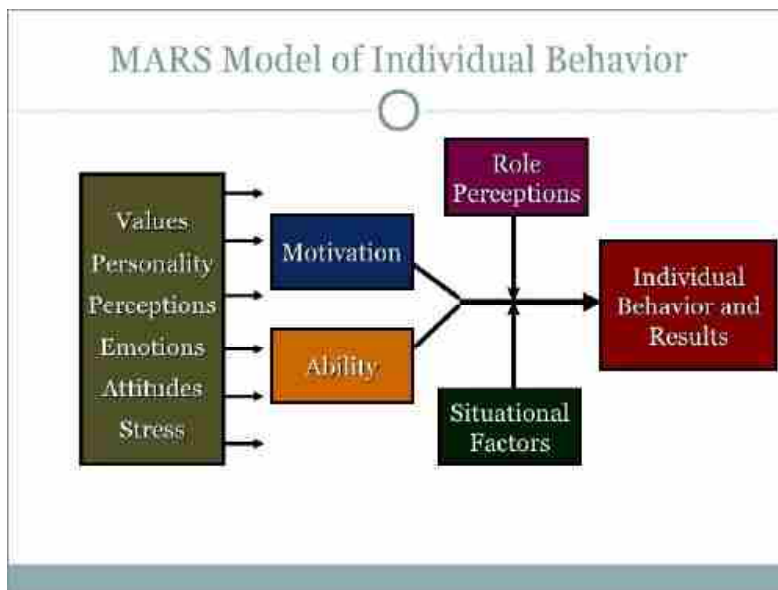 MARS Model of Individual Behavior
Values
Personality
Perceptions
Emotions
Attitudes
Stress
Motivation
Ability
Role
Perceptions
Situational
Factors
Individual
Behavior and
Results